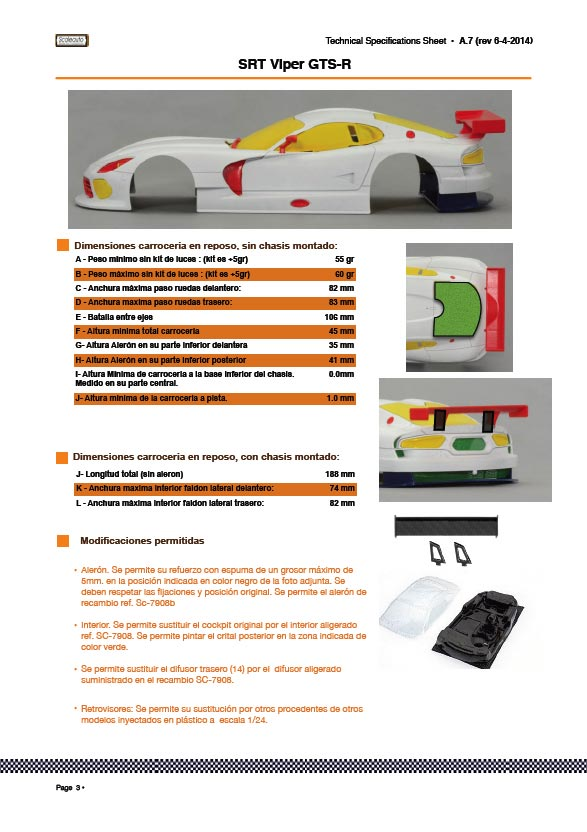 Scaleauto
Technical Specifications Sheet • A.7 (rev 6-4-2014)
SRT Viper GTS-R
Dimensiones carroceria en reposo, sin chasis montado:
A - Peso minimo sin kit de luces : (kit es +5gr) 55 gr
B - Peso máximo sin kit de luces : (kit es +5gr) 60 gr
C - Anchura máxima paso ruedas delantero: 82 mm
D - Anchura maxima paso ruedas trasero: 83 mm
E - Batalla entre ejes 106 mm
F - Altura minima total carroceria 45 mm
G- Altura Alerón en su parte inferior delantera 35 mm
H- Altura Alerón en su parte inferior posterior 41 mm
I- Altura Minima de carroceria a la base inferior del chasis. 0.0mm
Medido en su parte central.
J- Altura minima de la carroceria a pista. 1.0 mm
Dimensiones carroceria en reposo, con chasis montado:
J- Longitud total (sin aleron) 188 mm
K - Anchura maxima interior faldon lateral delantero: 74 mm
L - Anchura máxima interior faldon lateral trasero: 82 mm
Modificaciones permitidas
• Alerón. Se permite su refuerzo con espuma de un grosor máximo de
5mm. en la posición indicada en color negro de la foto adjunta. Se
deben respetar las fijaciones y posición original. Se permite el alerón de
recambio ref. Sc-7908b
• Interior. Se permite sustituir el cockpit original por el interior aligerado
ref. SC-7908. Se permite pintar el crital posterior en la zona indicada de
color verde.
• Se permite sustituir el difusor trasero (14) por el difusor aligerado
suministrado en el recambio SC-7908.
• Retrovisores: Se permite su sustitución por otros procedentes de otros
modelos inyectados en plástico a escala 1/24.
Page 3 •